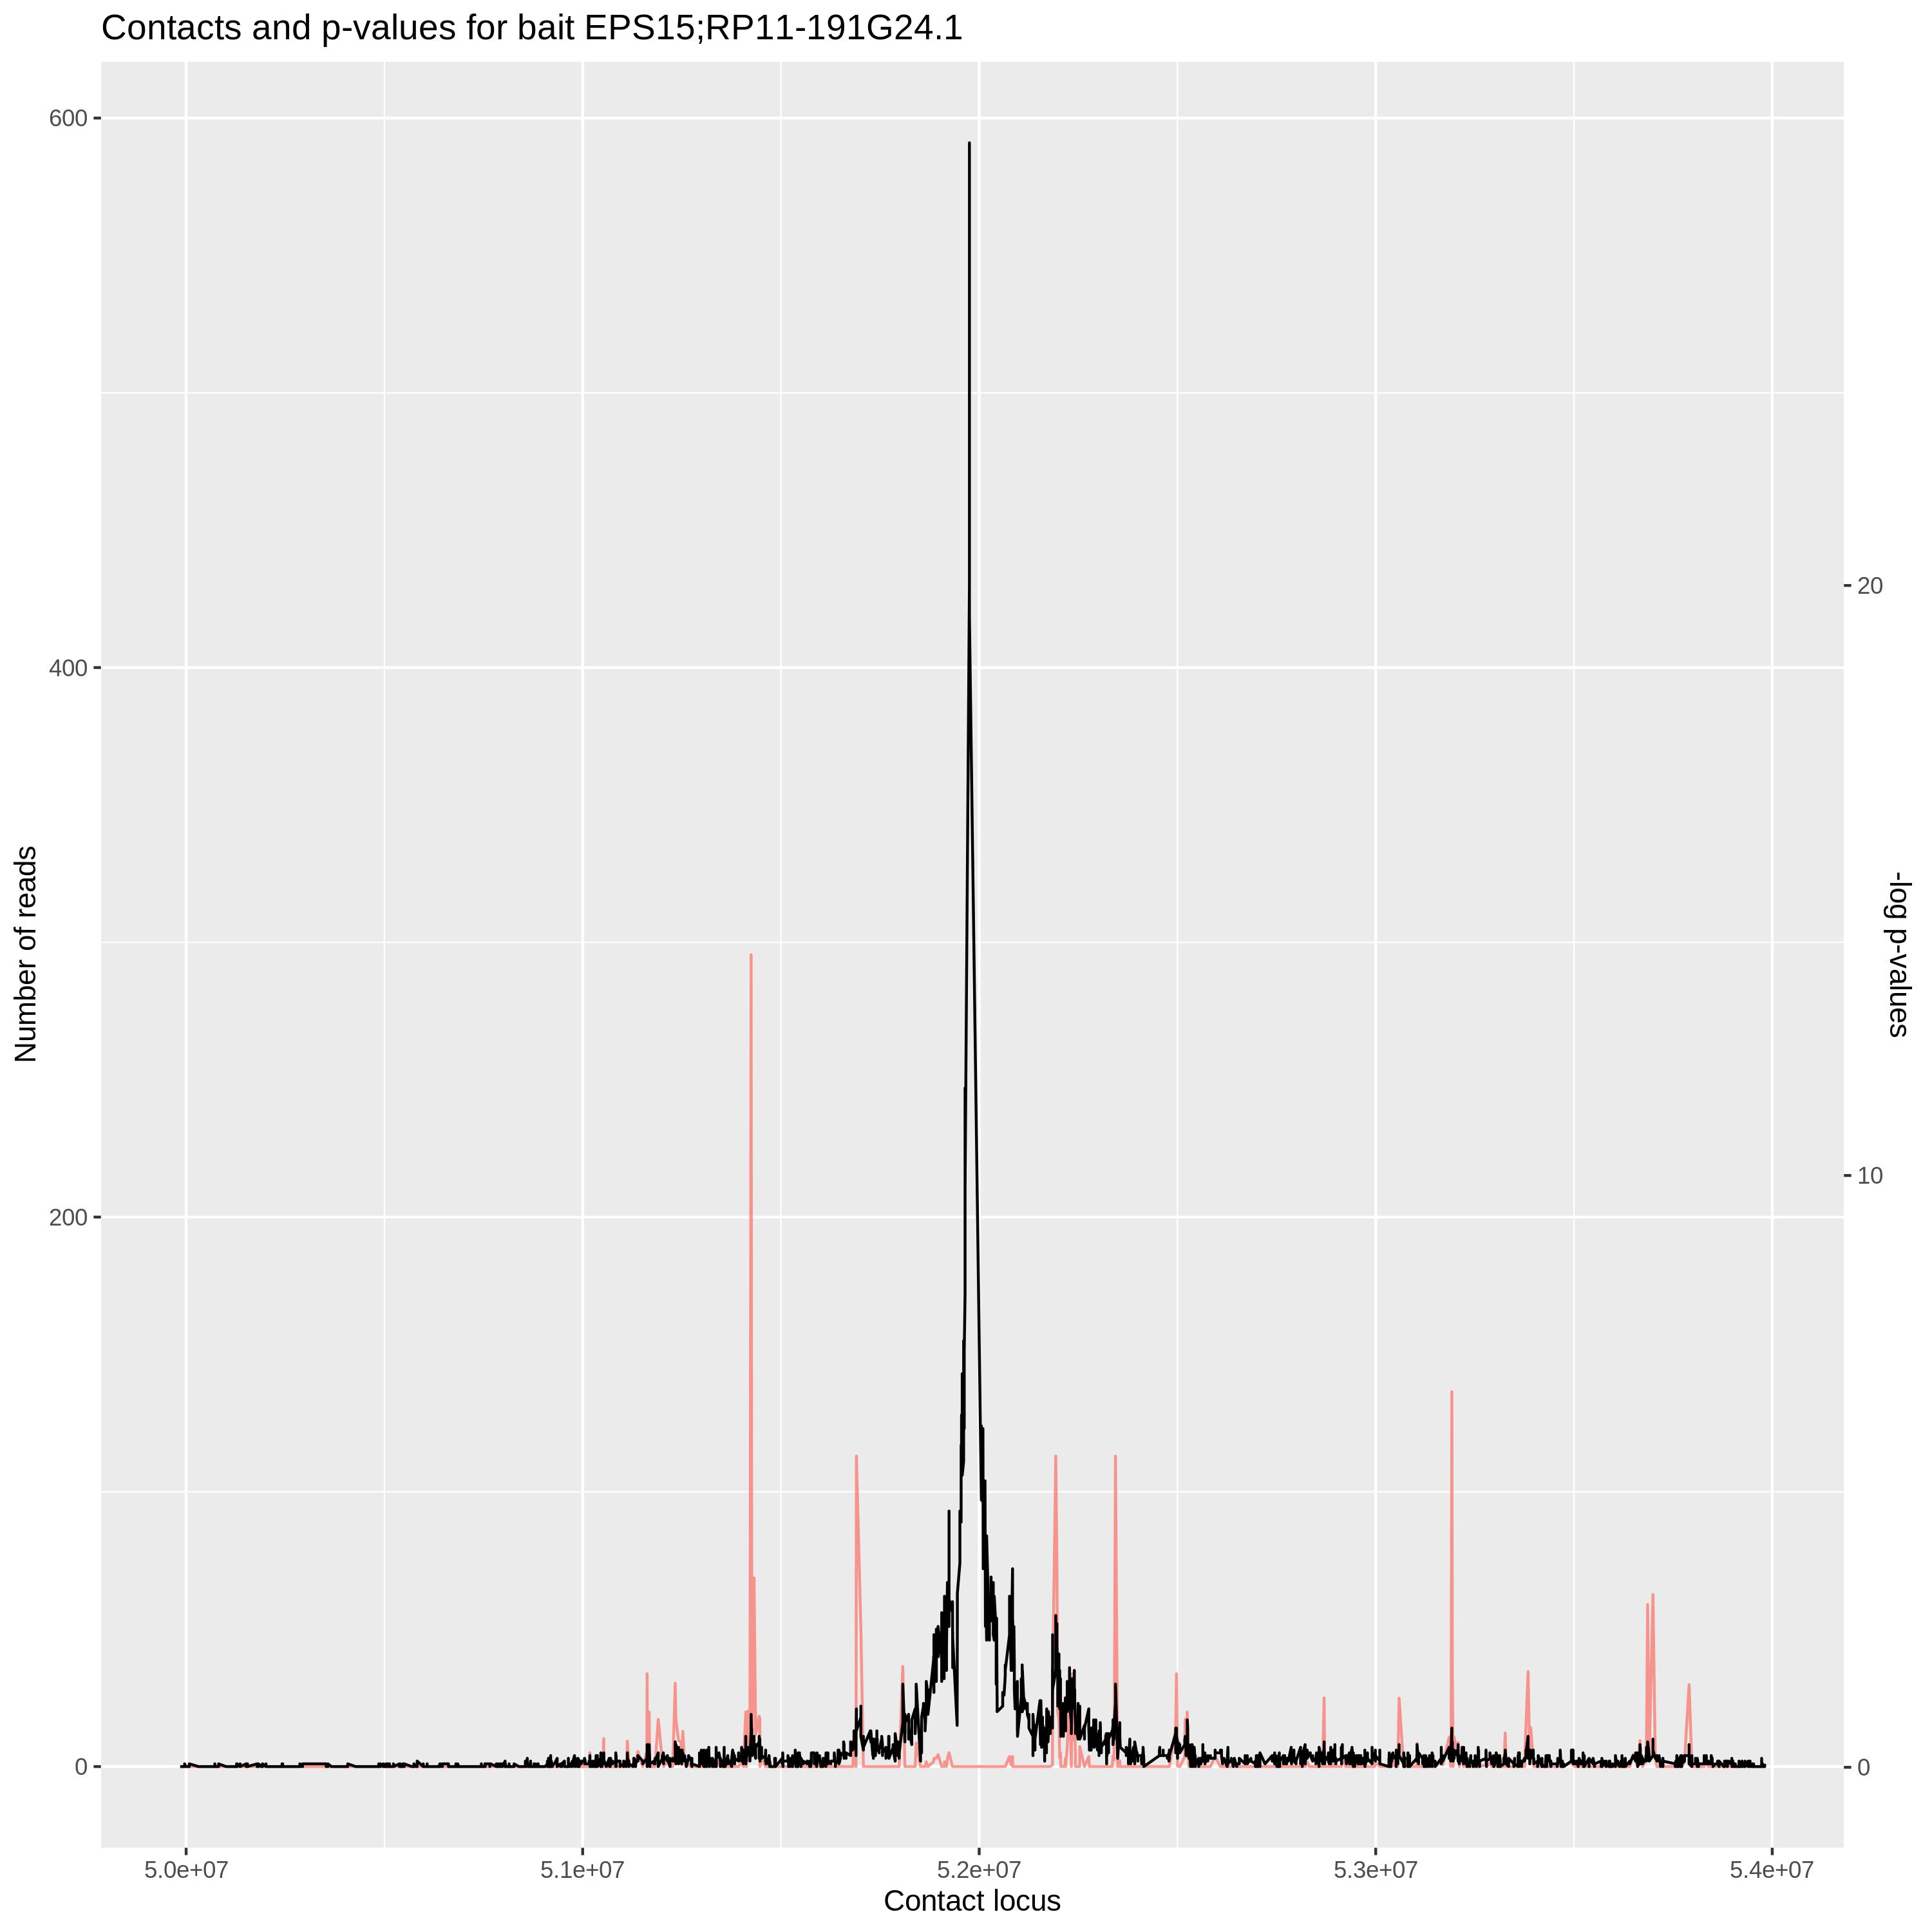 Contacts and p-values for bait EPS15;RP11-191G24.1
600
400
200
0
Number of reads
20
10
0
-log p-values
5.0e+07
5.1e+07
5.2e+07
5.3e+07
5.4e+07
Contact locus